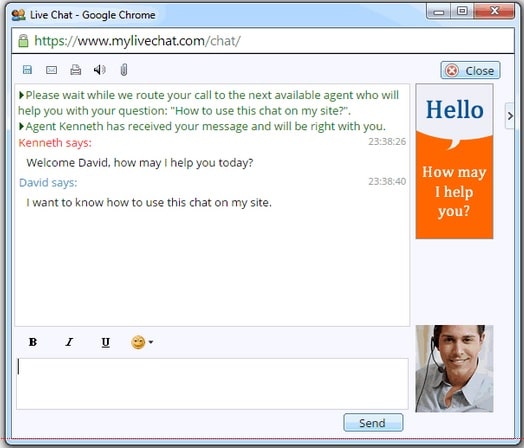 Live Chat - Google Chrome
https://www.mylivechat.com/chat/
Close
Please wait while we route your call to the next available agent who will
help you with your question: "How to use this chat on my site?".
Agent Kenneth has received your message and will be right with you.
Kenneth says: 23:38:26
Welcome David, how may I help you today?
David says: 23:38:40
I want to know how to use this chat on my site.
Hello
How may
I help
you?
B I U
Send